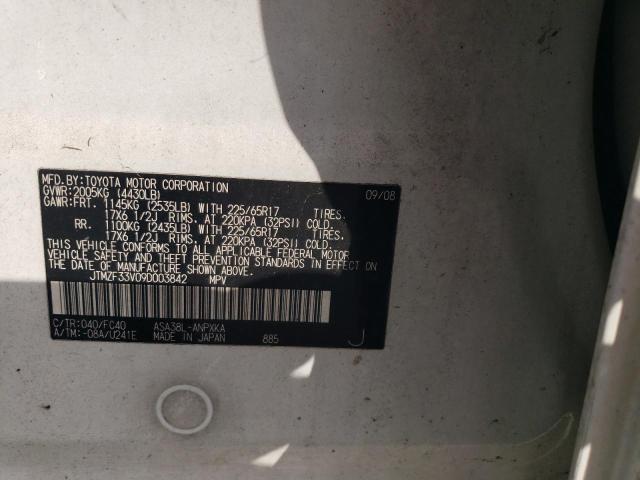 MFD.BY:TOYOTA MOTOR CORPORATION 09/08
GVWR:2005KG (4430LB)
GAWR:FRT. 1145KG (2535LB) WITH 225/65R17 TIRES.
17X6 1/2J RIMS. AT 220KPA (32PSI) COLD.
RR. 1100KG (2435LB) WITH 225/65R17 TIRES.
17X6 1/2J RIMS. AT 220KPA (32PSI) COLD.
THIS VEHICLE CONFORMS TO ALL APPLICABLE FEDERAL MOTOR
VEHICLE SAFETY AND THEFT PREVENTION STANDARDS IN EFFECT ON
THE DATE OF MANUFACTURE SHOWN ABOVE.
JTMZF33V09D003842 MPV
C/TR:040/FC40 ASA38L-ANPXKA
A/TM:-08A/U241E MADE IN JAPAN 885 J